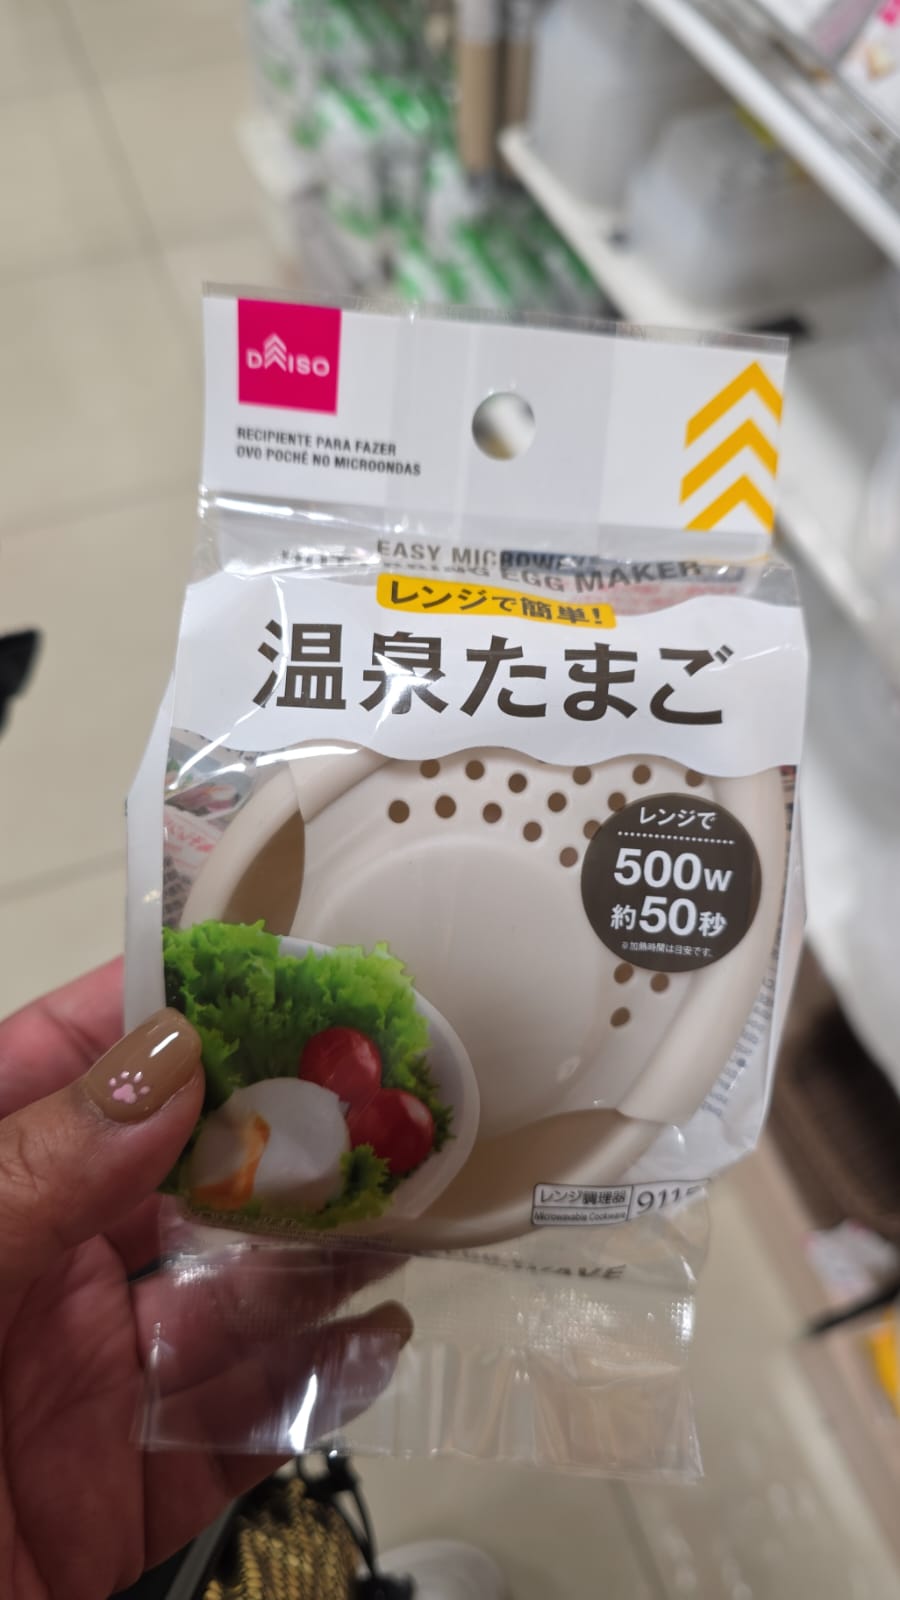 DAISO
RECIPIENTE PARA FAZER
OVO POCHÉ NO MICROONDAS
EASY MICROWAVE
EGG MAKER
レンジで簡単!
温泉たまご
レンジで
500W
約50秒
※加熱時間は目安です。
レンジ調理器
Microwavable Cookware
9115